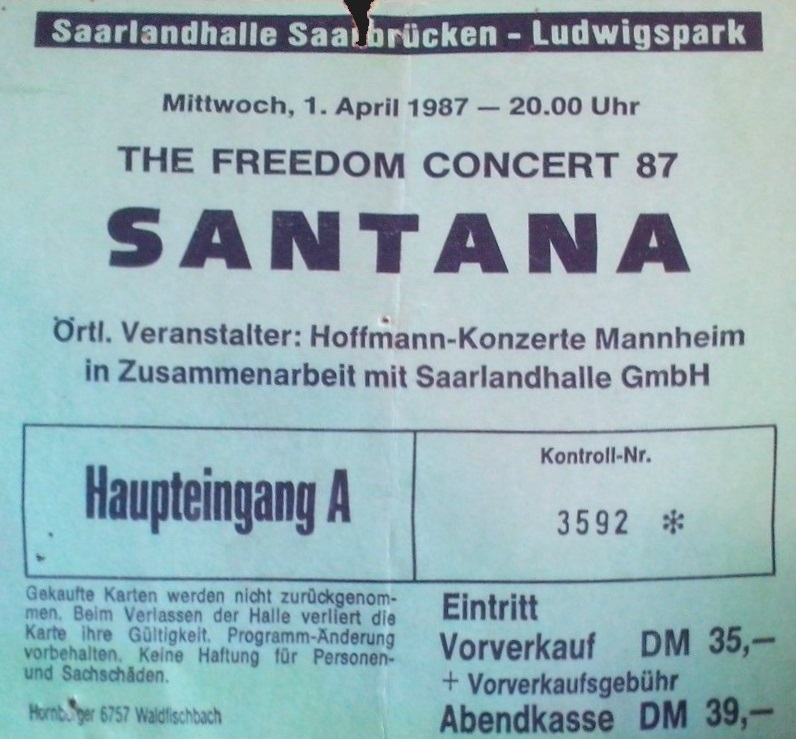 Saarlandhalle Saarbrücken - Ludwigspark
Mittwoch, 1. April 1987 — 20.00 Uhr
THE FREEDOM CONCERT 87
SANTANA
Örtl. Veranstalter: Hoffmann-Konzerte Mannheim
in Zusammenarbeit mit Saarlandhalle GmbH
Haupteingang A
Kontroll-Nr.
3592 ✻
Gekaufte Karten werden nicht zurückgenom-
men. Beim Verlassen der Halle verliert die
Karte ihre Gültigkeit. Programm-Änderung
vorbehalten. Keine Haftung für Personen-
und Sachschäden.
Hornburger 6757 Waldfischbach
Eintritt
Vorverkauf DM 35,—
+ Vorverkaufsgebühr
Abendkasse DM 39,—